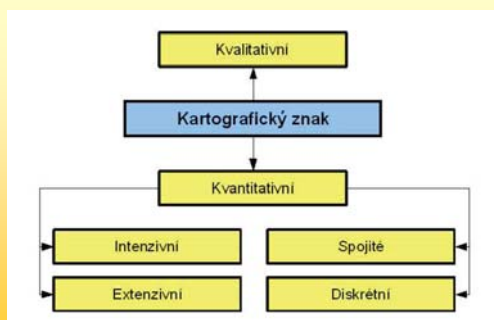 Kvalitativní
Kartografický znak
Kvantitativní
Intenzivní
Spojité
Extenzivní
Diskrétní